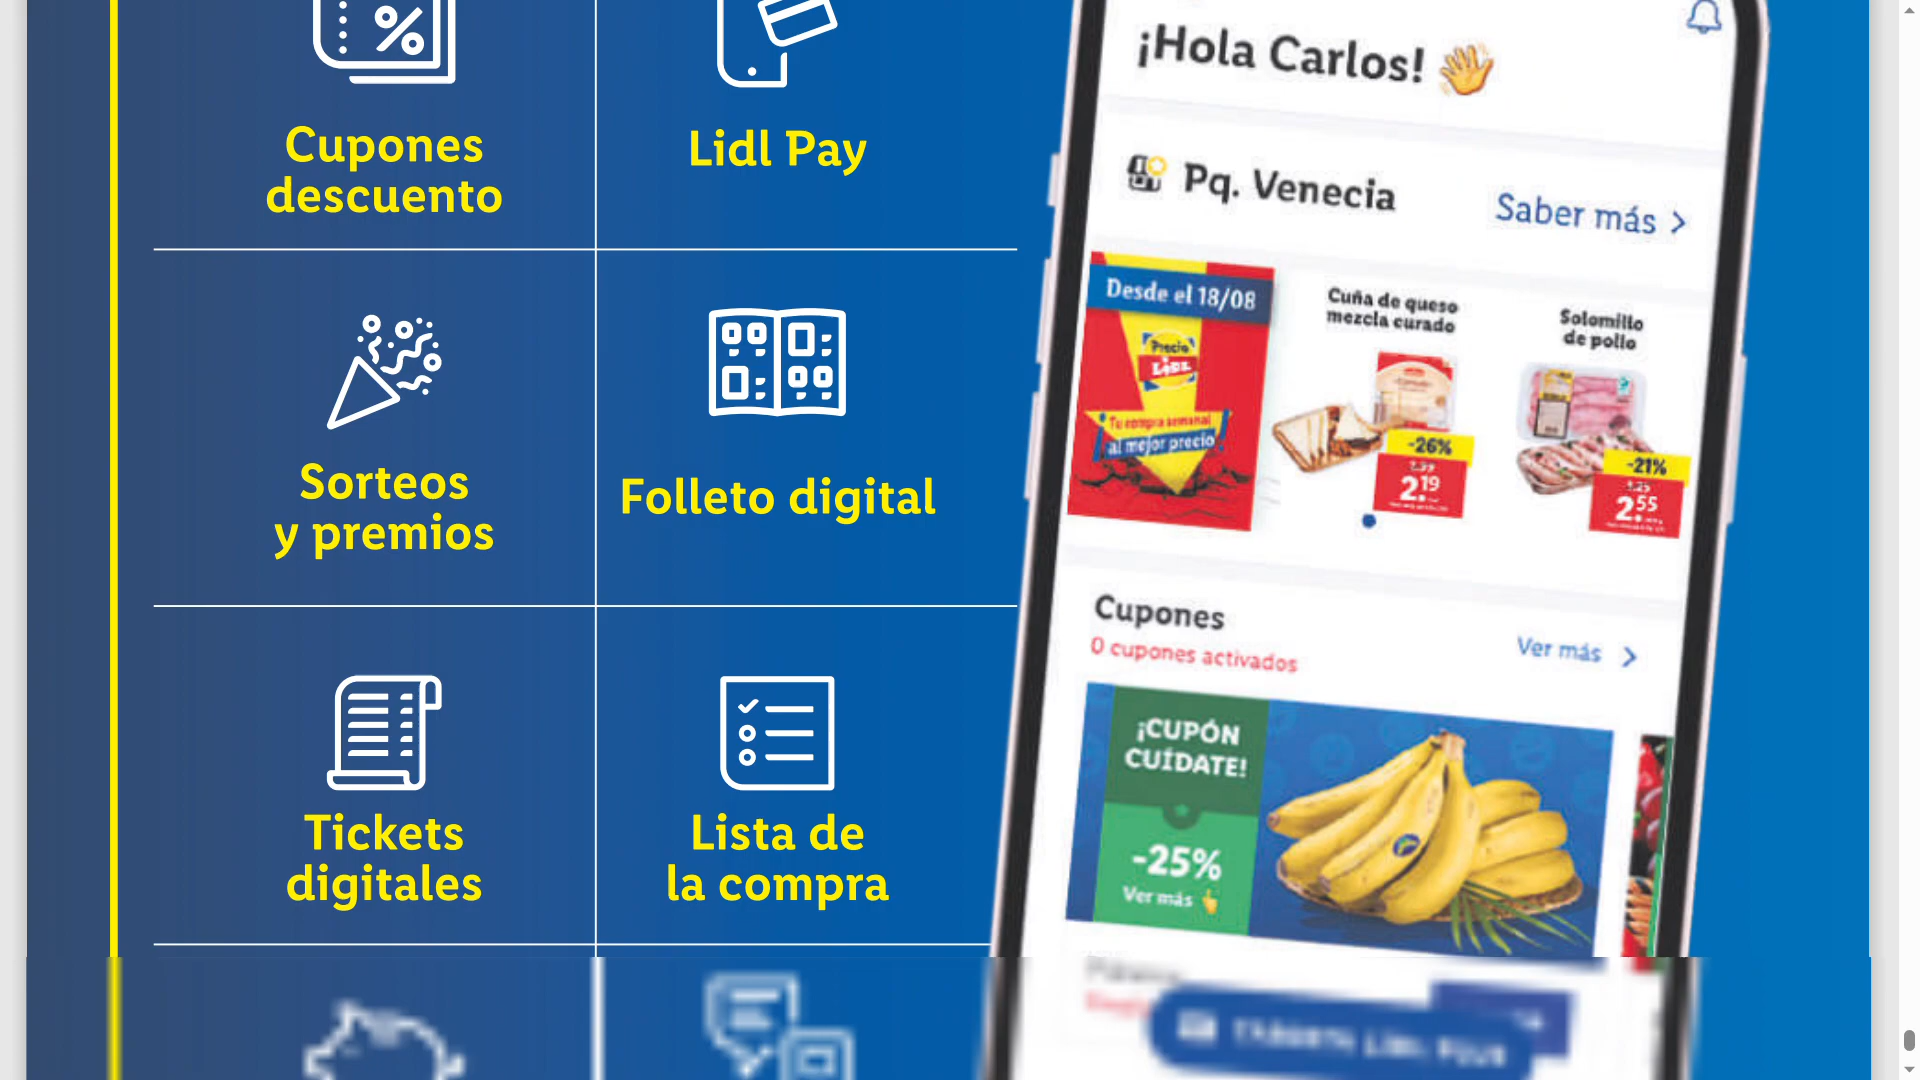 Cupones
descuento
Lidl Pay
Sorteos
y premios
Folleto digital
Tickets
digitales
Lista de
la compra
¡Hola Carlos! 👋
Pq. Venecia
Saber más >
Desde el 18/08
Precio
LIDL
Tu compra semanal
al mejor precio
Cuña de queso
mezcla curado
-26%
2.19
Solomillo
de pollo
-21%
2.55
Cupones
0 cupones activados
Ver más >
¡CUPÓN
CUÍDATE!
-25%
Ver más 👆
TARJETA LIDL PLUS